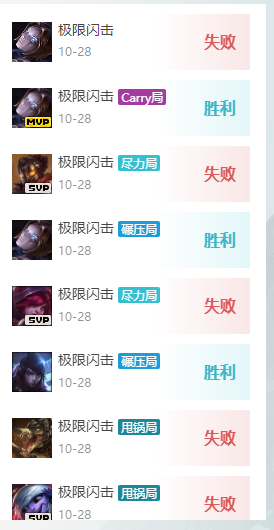 极限闪击
10-28
失败
极限闪击 Carry局
10-28
胜利
MVP
极限闪击 尽力局
10-28
失败
SVP
极限闪击 碾压局
10-28
胜利
极限闪击 尽力局
10-28
失败
SVP
极限闪击 碾压局
10-28
胜利
极限闪击 甩锅局
10-28
失败
极限闪击 甩锅局
10-28
失败
SVP